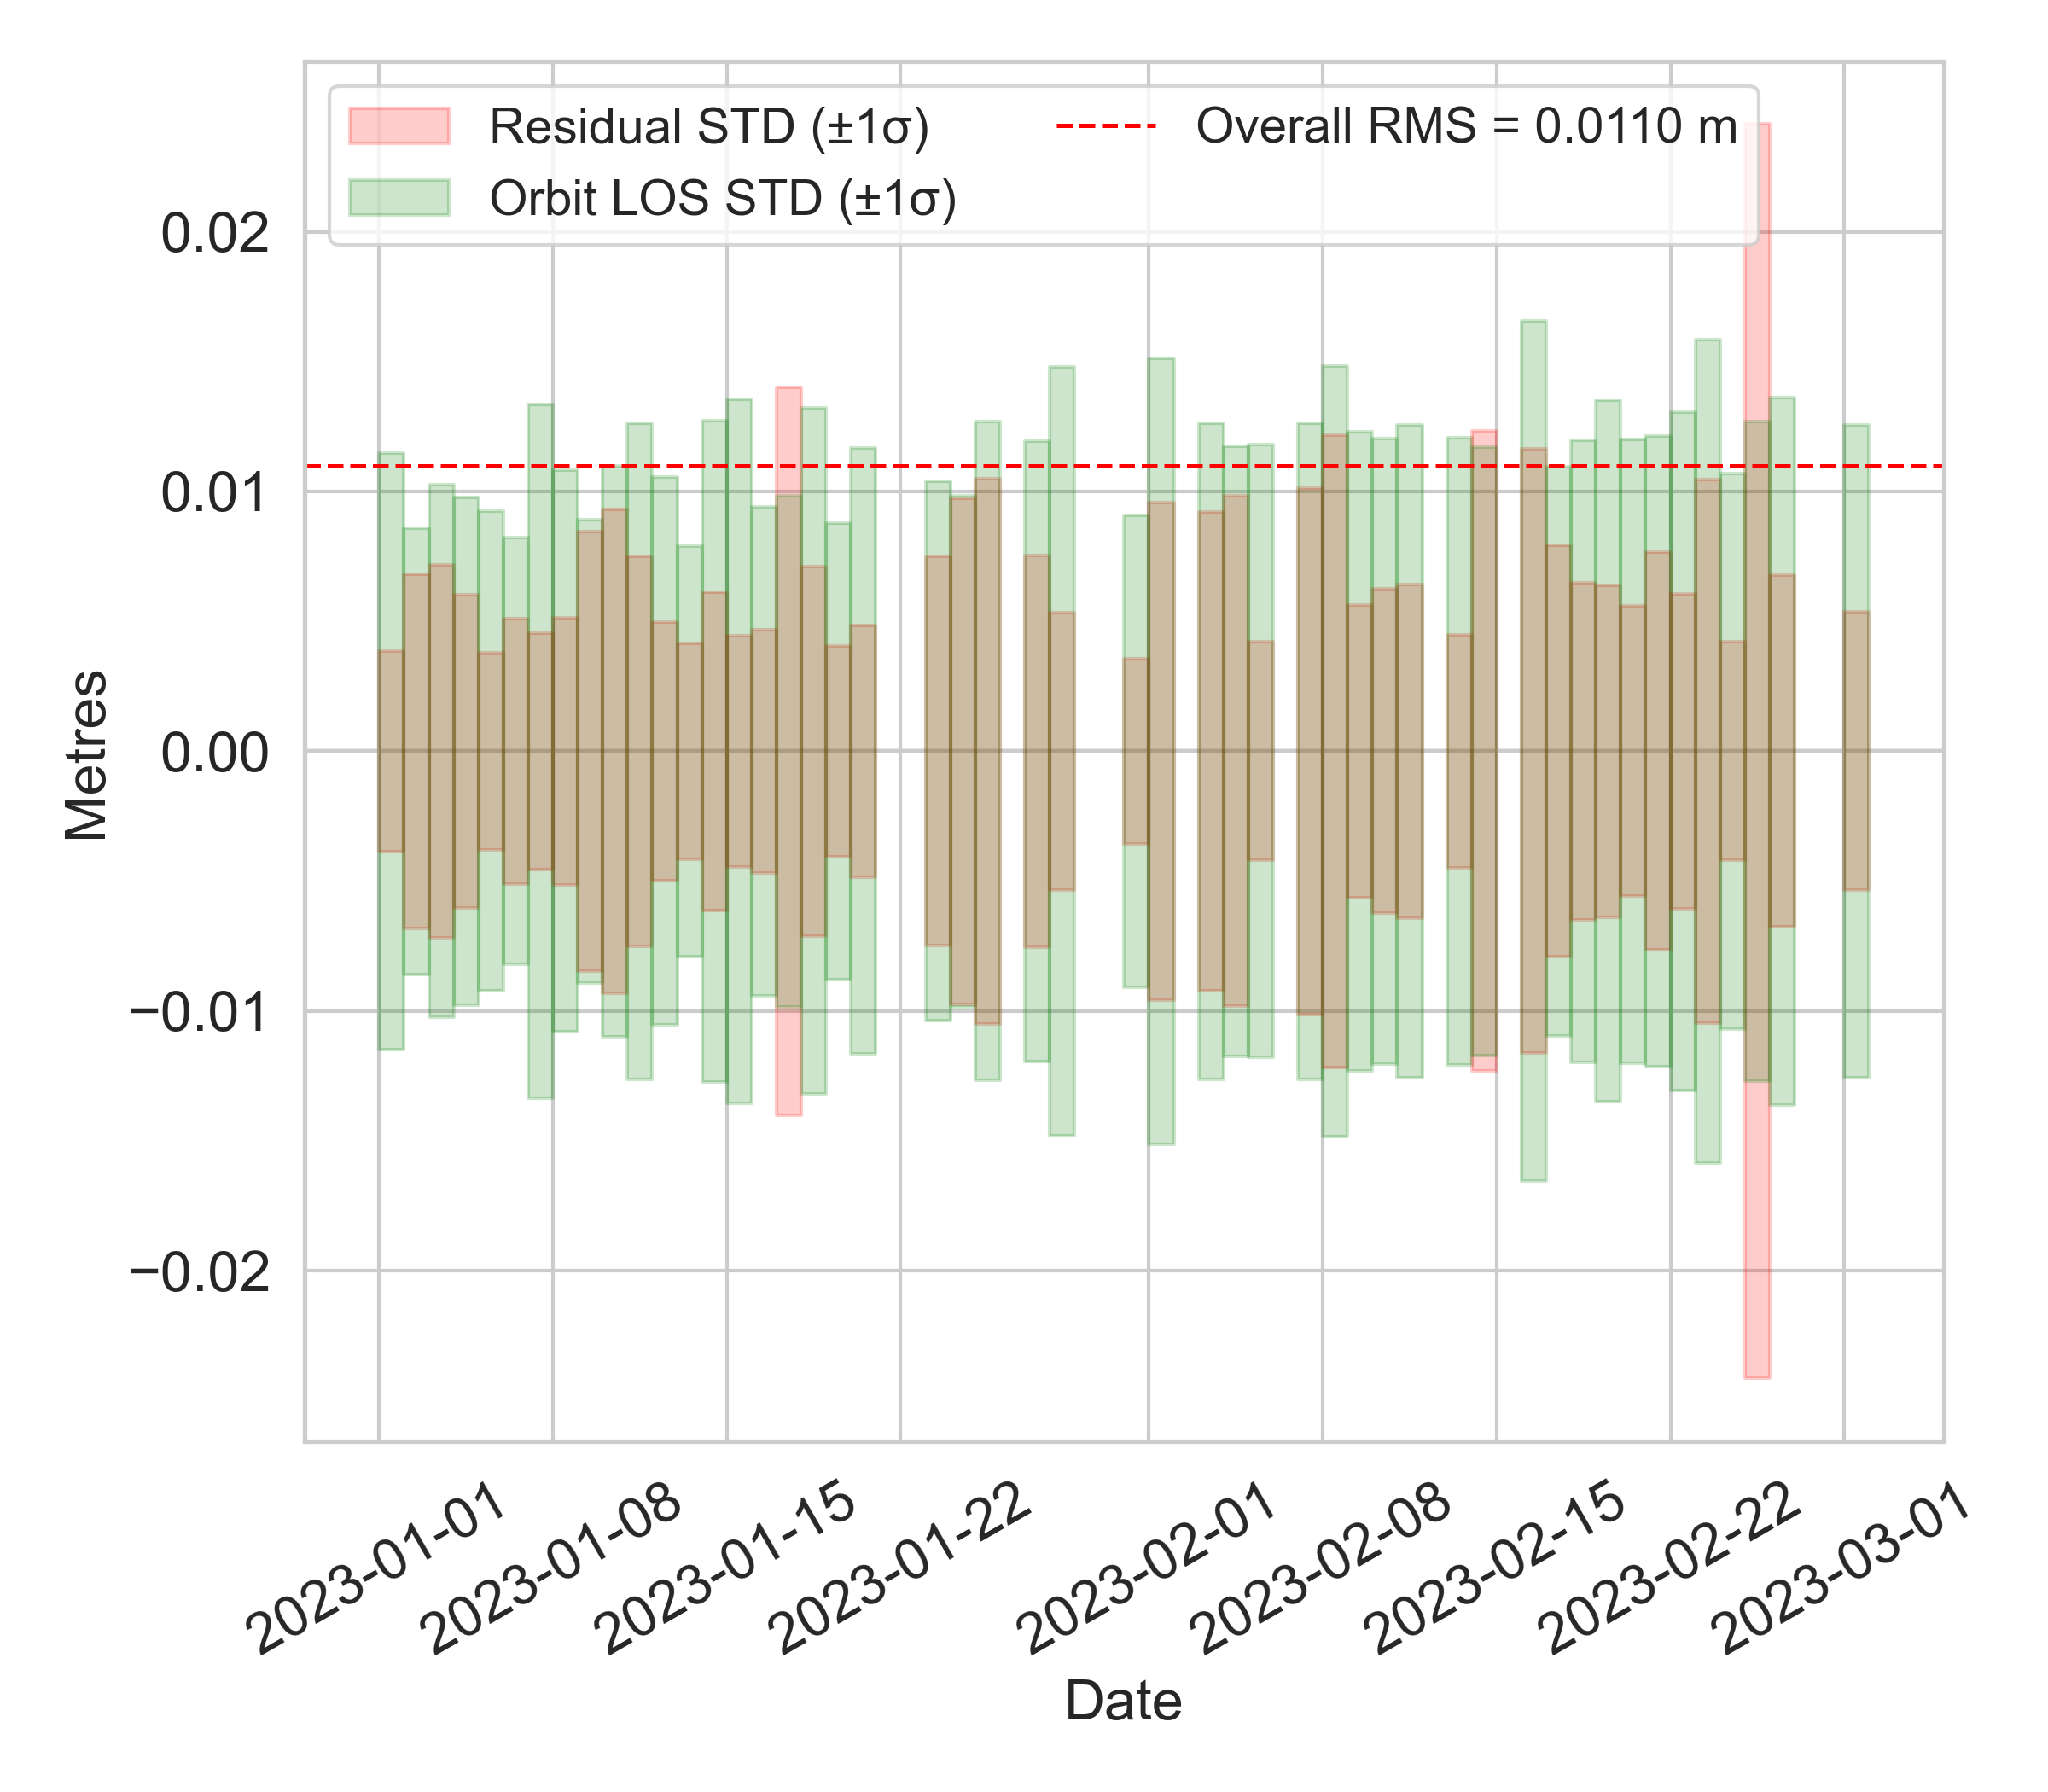 Residual STD (±1σ)
Orbit LOS STD (±1σ)
Overall RMS = 0.0110 m
0.02
0.01
0.00
−0.01
−0.02
Metres
2023-01-01
2023-01-08
2023-01-15
2023-01-22
2023-02-01
2023-02-08
2023-02-15
2023-02-22
2023-03-01
Date